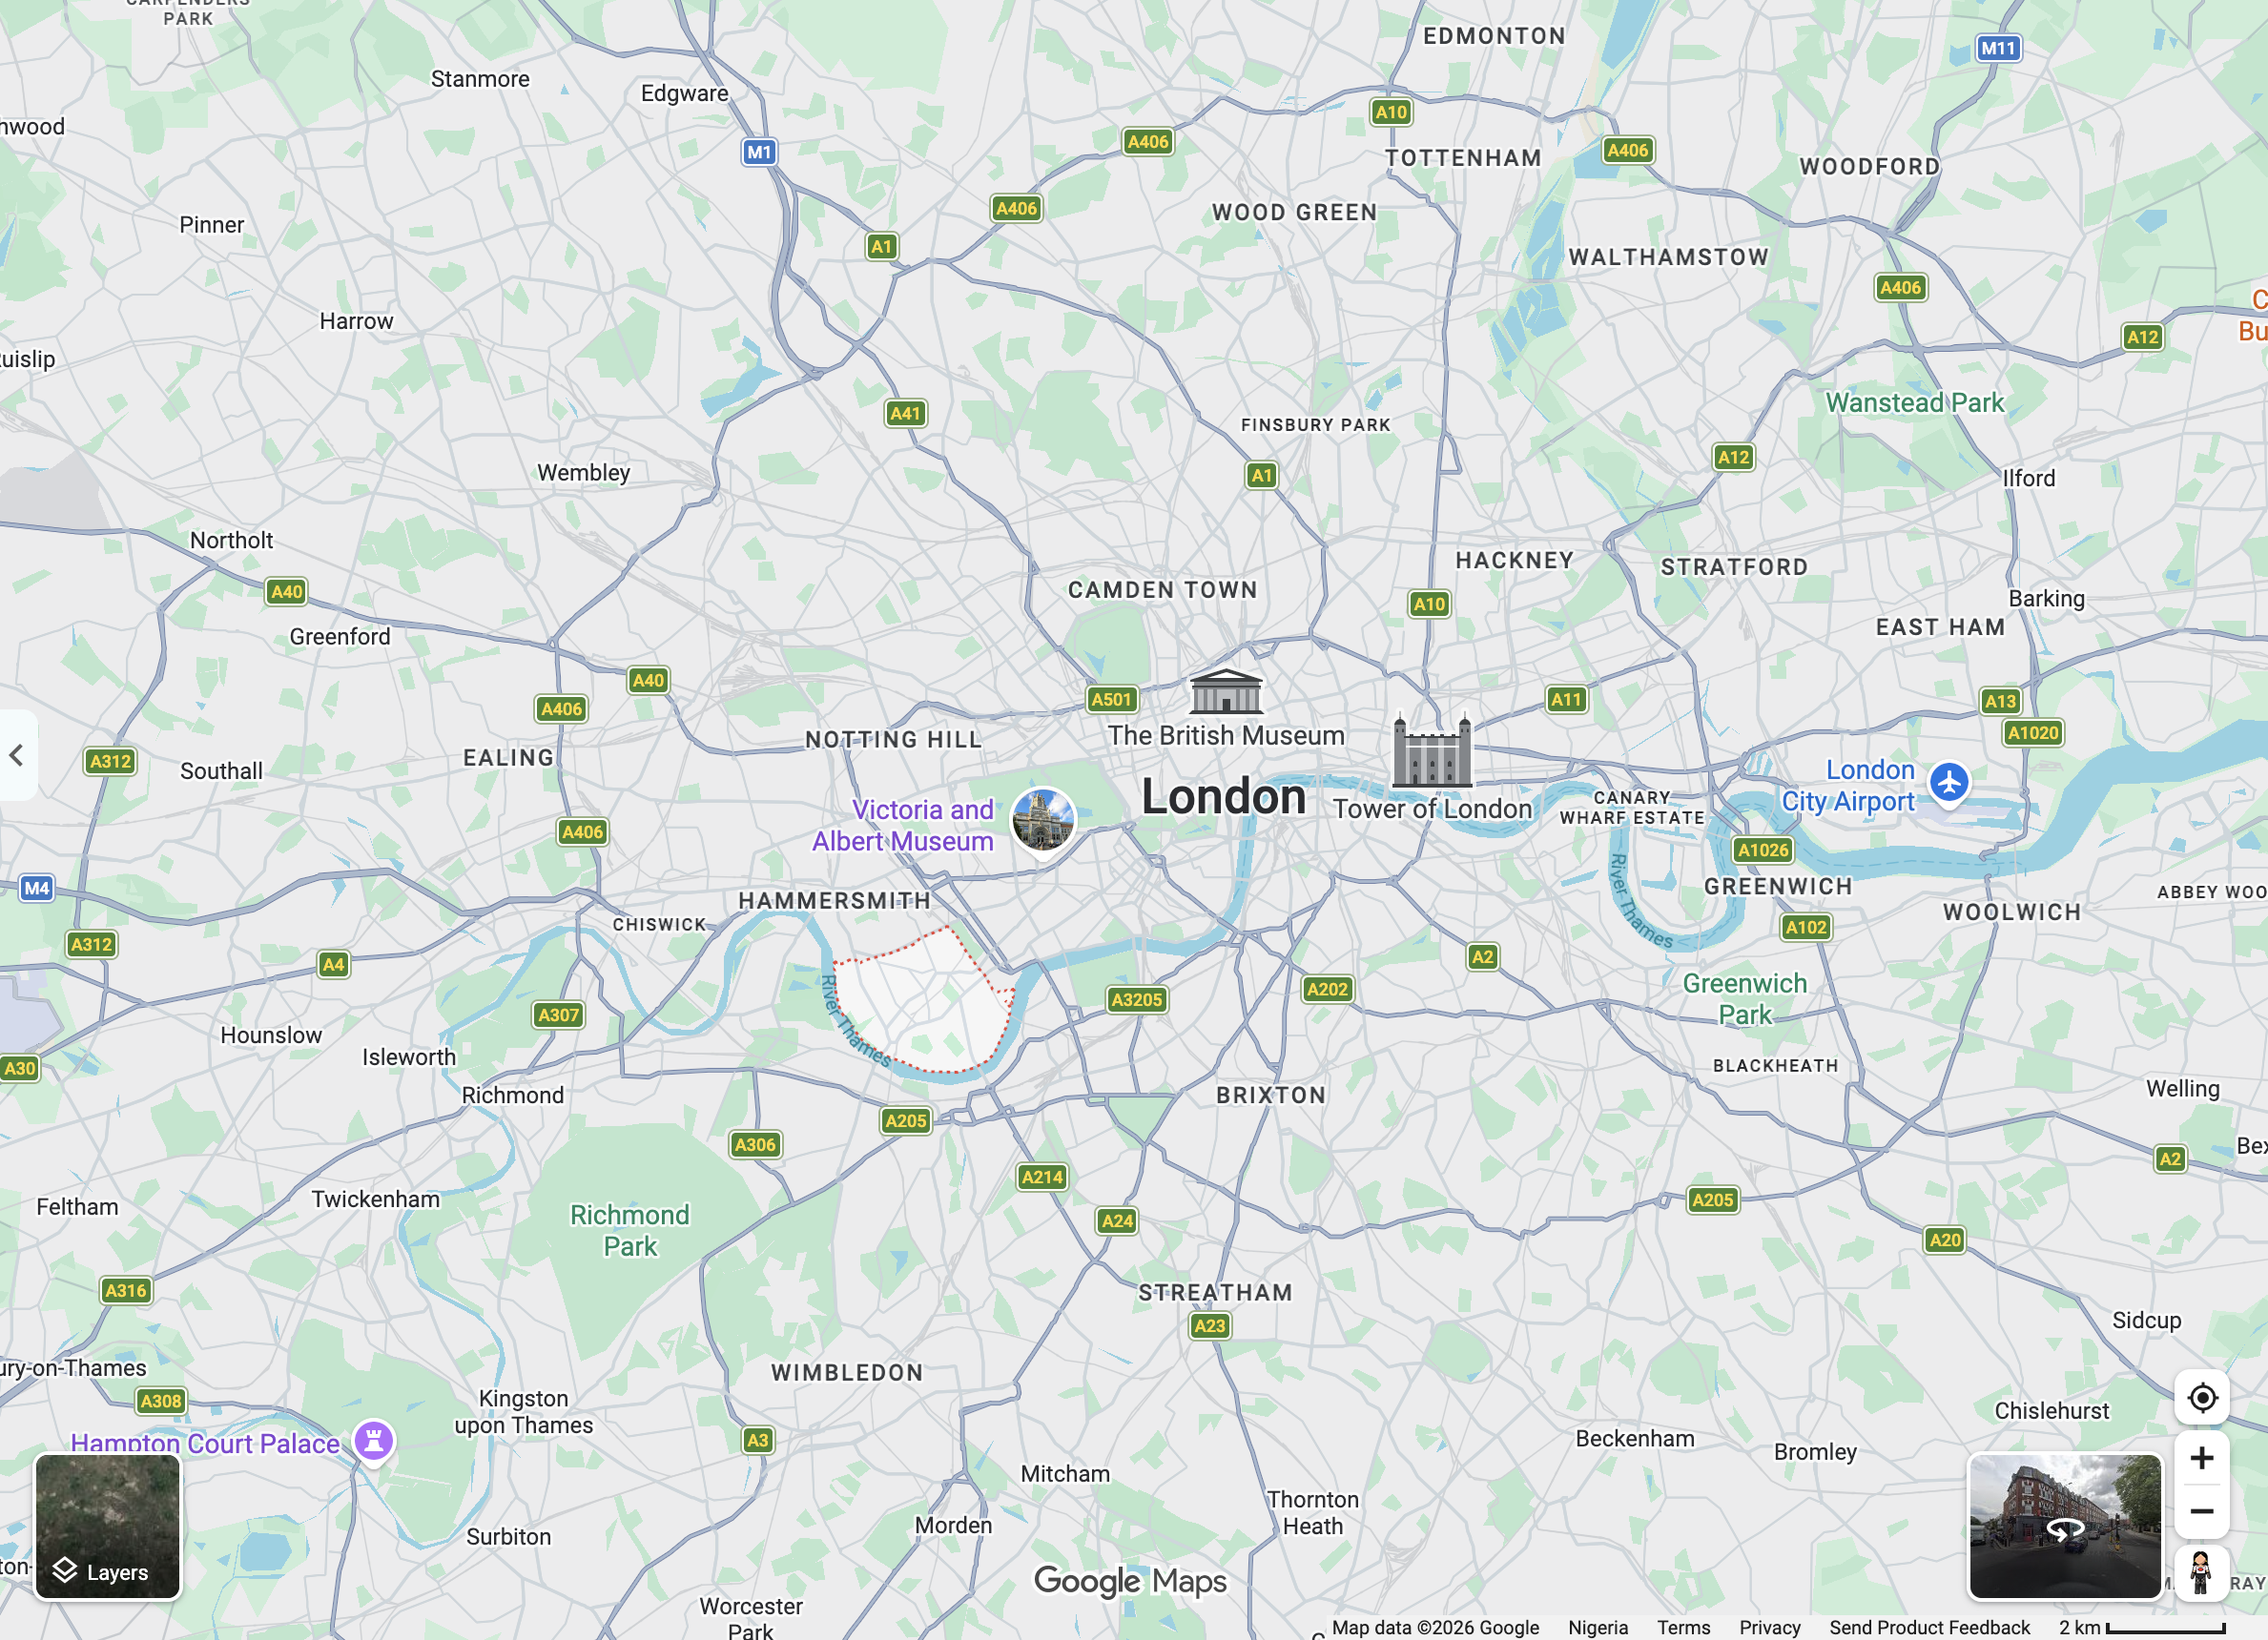 PARK
EDMONTON
M11
Stanmore
Edgware
A10
hwood
A406
M1
A406
TOTTENHAM
WOODFORD
A406
WOOD GREEN
Pinner
A1
WALTHAMSTOW
A406
Harrow
A12
Bu
uislip
Wanstead Park
A41
FINSBURY PARK
A12
Wembley
A1
Ilford
Northolt
HACKNEY
STRATFORD
A40
CAMDEN TOWN
A10
Barking
Greenford
EAST HAM
A40
A501
A11
A13
A406
The British Museum
A1020
NOTTING HILL
EALING
A312
Southall
London
City Airport
London
CANARY
WHARF ESTATE
Victoria and
Albert Museum
Tower of London
A406
A1026
M4
River Thames
GREENWICH
ABBEY WOO
HAMMERSMITH
CHISWICK
WOOLWICH
A102
A312
A4
A2
Greenwich
Park
River Thames
A3205
A202
A307
Hounslow
Isleworth
A30
BLACKHEATH
Richmond
BRIXTON
Welling
A205
A306
Bex
A2
A214
Twickenham
Feltham
A205
Richmond
Park
A24
A20
A316
STREATHAM
A23
Sidcup
ury-on-Thames
WIMBLEDON
A308
Kingston
upon Thames
Chislehurst
Hampton Court Palace
A3
Beckenham
Bromley
Mitcham
Thornton
Heath
Morden
Surbiton
ton-
Layers
Google Maps
RAY
Worcester
Park
Map data ©2026 Google Nigeria Terms Privacy Send Product Feedback 2 km